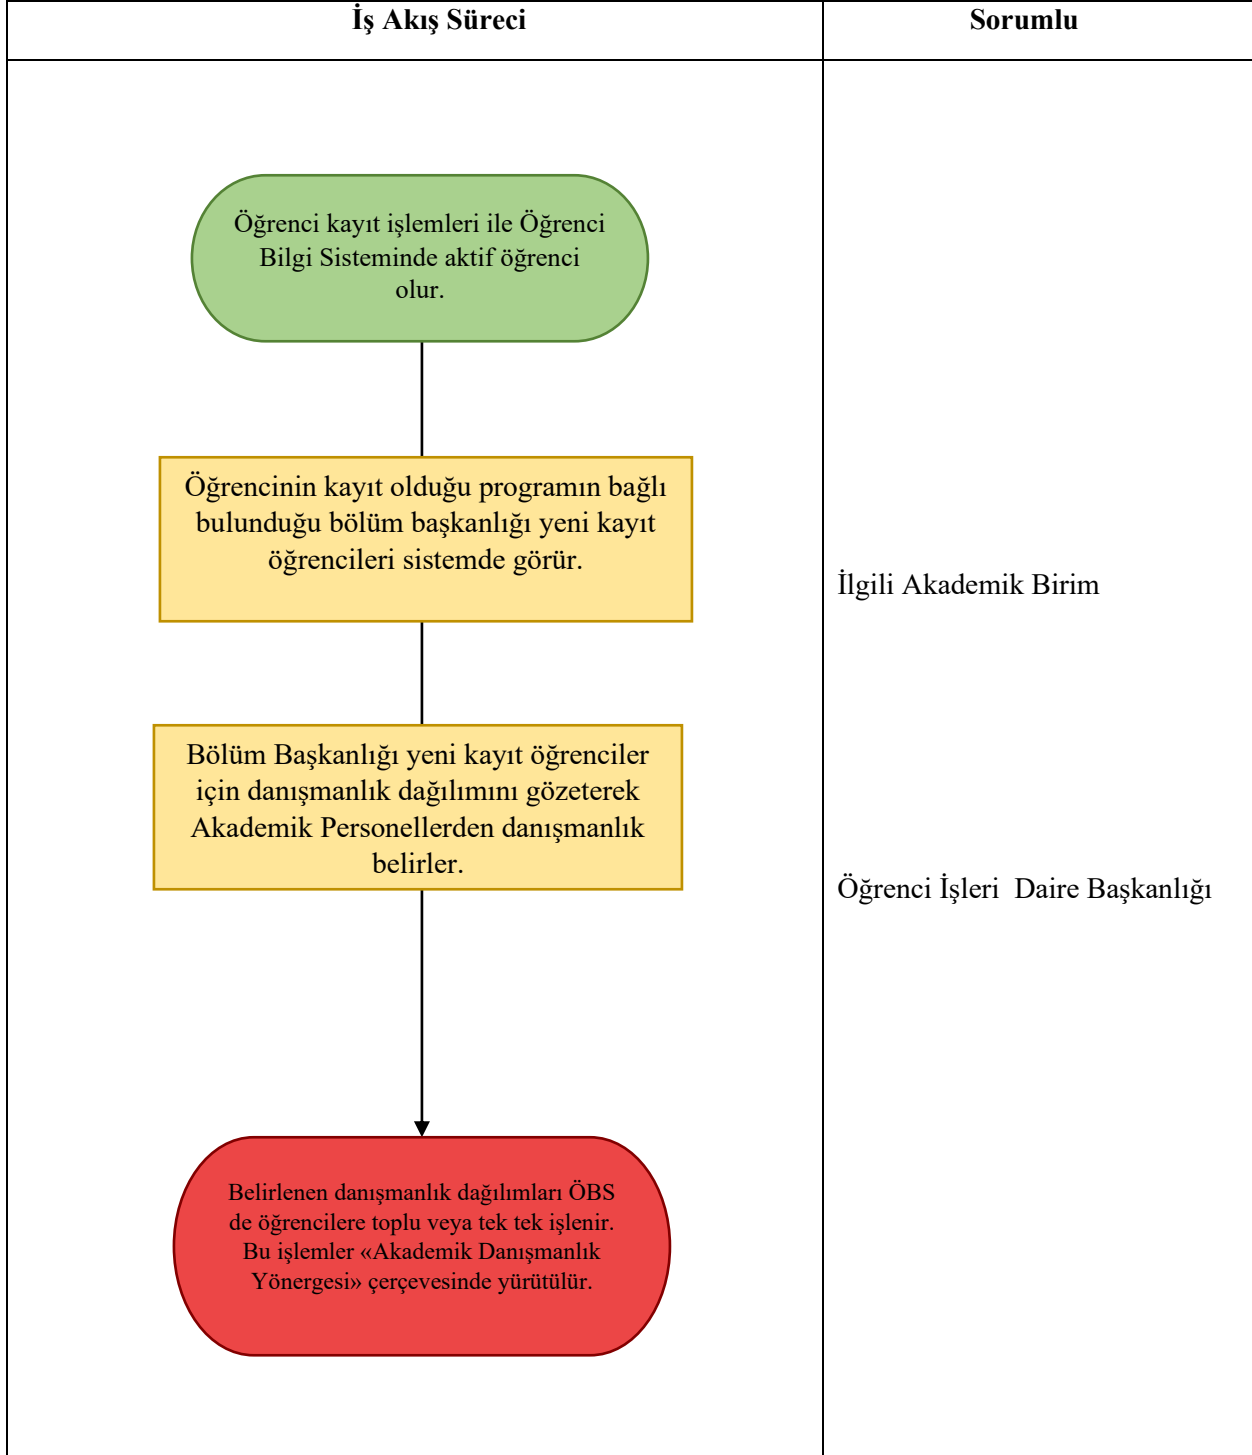 İş Akış Süreci
Sorumlu
Öğrenci kayıt işlemleri ile Öğrenci
Bilgi Sisteminde aktif öğrenci
olur.
Öğrencinin kayıt olduğu programın bağlı
bulunduğu bölüm başkanlığı yeni kayıt
öğrencileri sistemde görür.
İlgili Akademik Birim
Bölüm Başkanlığı yeni kayıt öğrenciler
için danışmanlık dağılımını gözeterek
Akademik Personellerden danışmanlık
belirler.
Öğrenci İşleri  Daire Başkanlığı
Belirlenen danışmanlık dağılımları ÖBS
de öğrencilere toplu veya tek tek işlenir.
Bu işlemler «Akademik Danışmanlık
Yönergesi» çerçevesinde yürütülür.